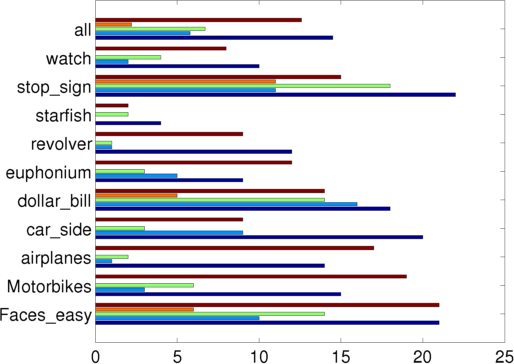 all
watch
stop_sign
starfish
revolver
euphonium
dollar_bill
car_side
airplanes
Motorbikes
Faces_easy
0 5 10 15 20 25